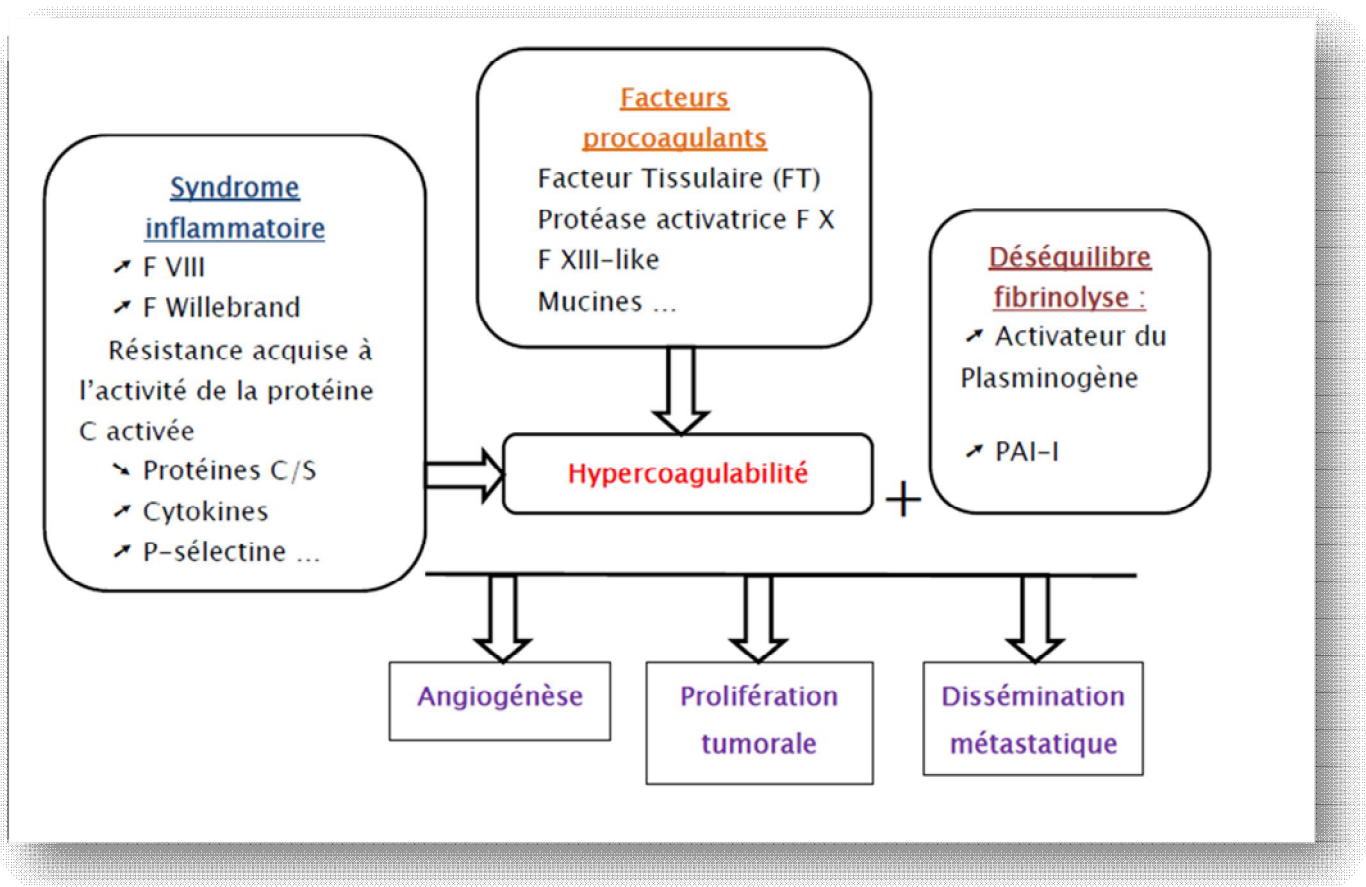 Syndrome
inflammatoire
↗ F VIII
↗ F Willebrand
Résistance acquise à
l'activité de la protéine
C activée
↘ Protéines C/S
↗ Cytokines
↗ P-sélectine ...
Facteurs
procoagulants
Facteur Tissulaire (FT)
Protéase activatrice F X
F XIII-like
Mucines ...
Hypercoagulabilité
+
Déséquilibre
fibrinolyse :
↗ Activateur du
Plasminogène
↗ PAI-I
Angiogénèse
Prolifération
tumorale
Dissémination
métastatique